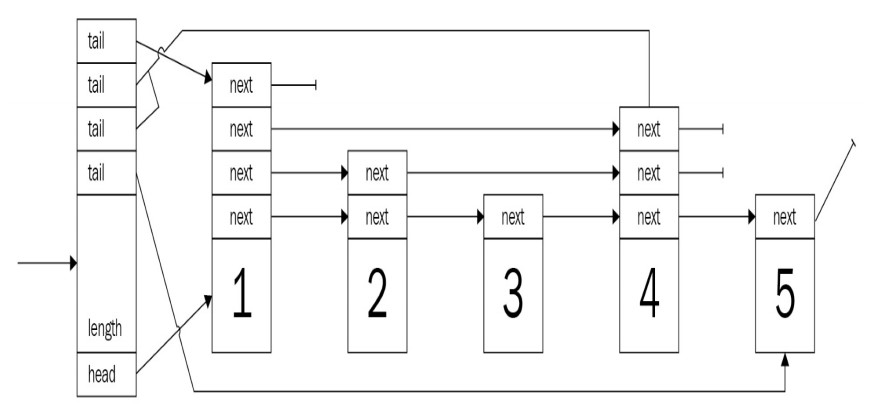 tail
tail next
tail next next
tail next next next
next next next next next
length 1 2 3 4 5
head